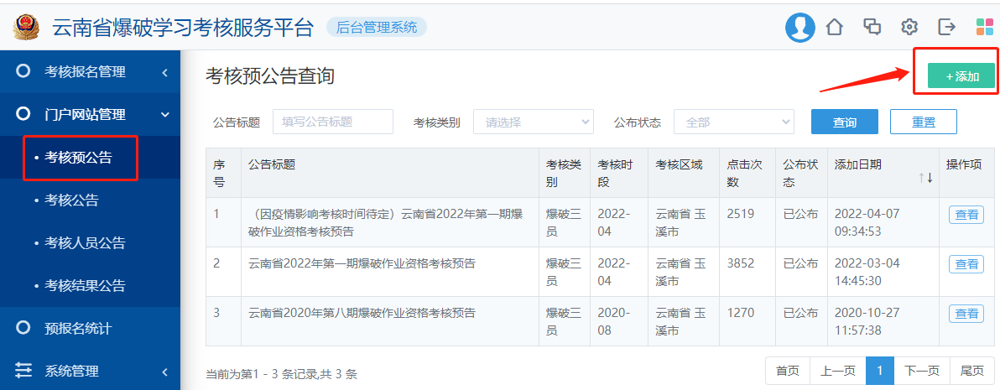 云南省爆破学习考核服务平台 后台管理系统
考核报名管理
门户网站管理
• 考核预公告
• 考核公告
• 考核人员公告
• 考核结果公告
预报名统计
系统管理
考核预公告查询
+添加
公告标题 填写公告标题 考核类别 请选择 公布状态 全部 查询 重置
序号 公告标题 考核类别 考核时段 考核区域 点击次数 公布状态 添加日期 操作项
1 （因疫情影响考核时间待定）云南省2022年第一期爆破作业资格考核预告 爆破三员 2022-04 云南省 玉溪市 2519 已公布 2022-04-07 09:34:53 查看
2 云南省2022年第一期爆破作业资格考核预告 爆破三员 2022-04 云南省 玉溪市 3852 已公布 2022-03-04 14:45:30 查看
3 云南省2020年第八期爆破作业资格考核预告 爆破三员 2020-08 云南省 玉溪市 1270 已公布 2020-10-27 11:57:38 查看
当前为第1 - 3 条记录,共 3 条
首页 上一页 1 下一页 尾页